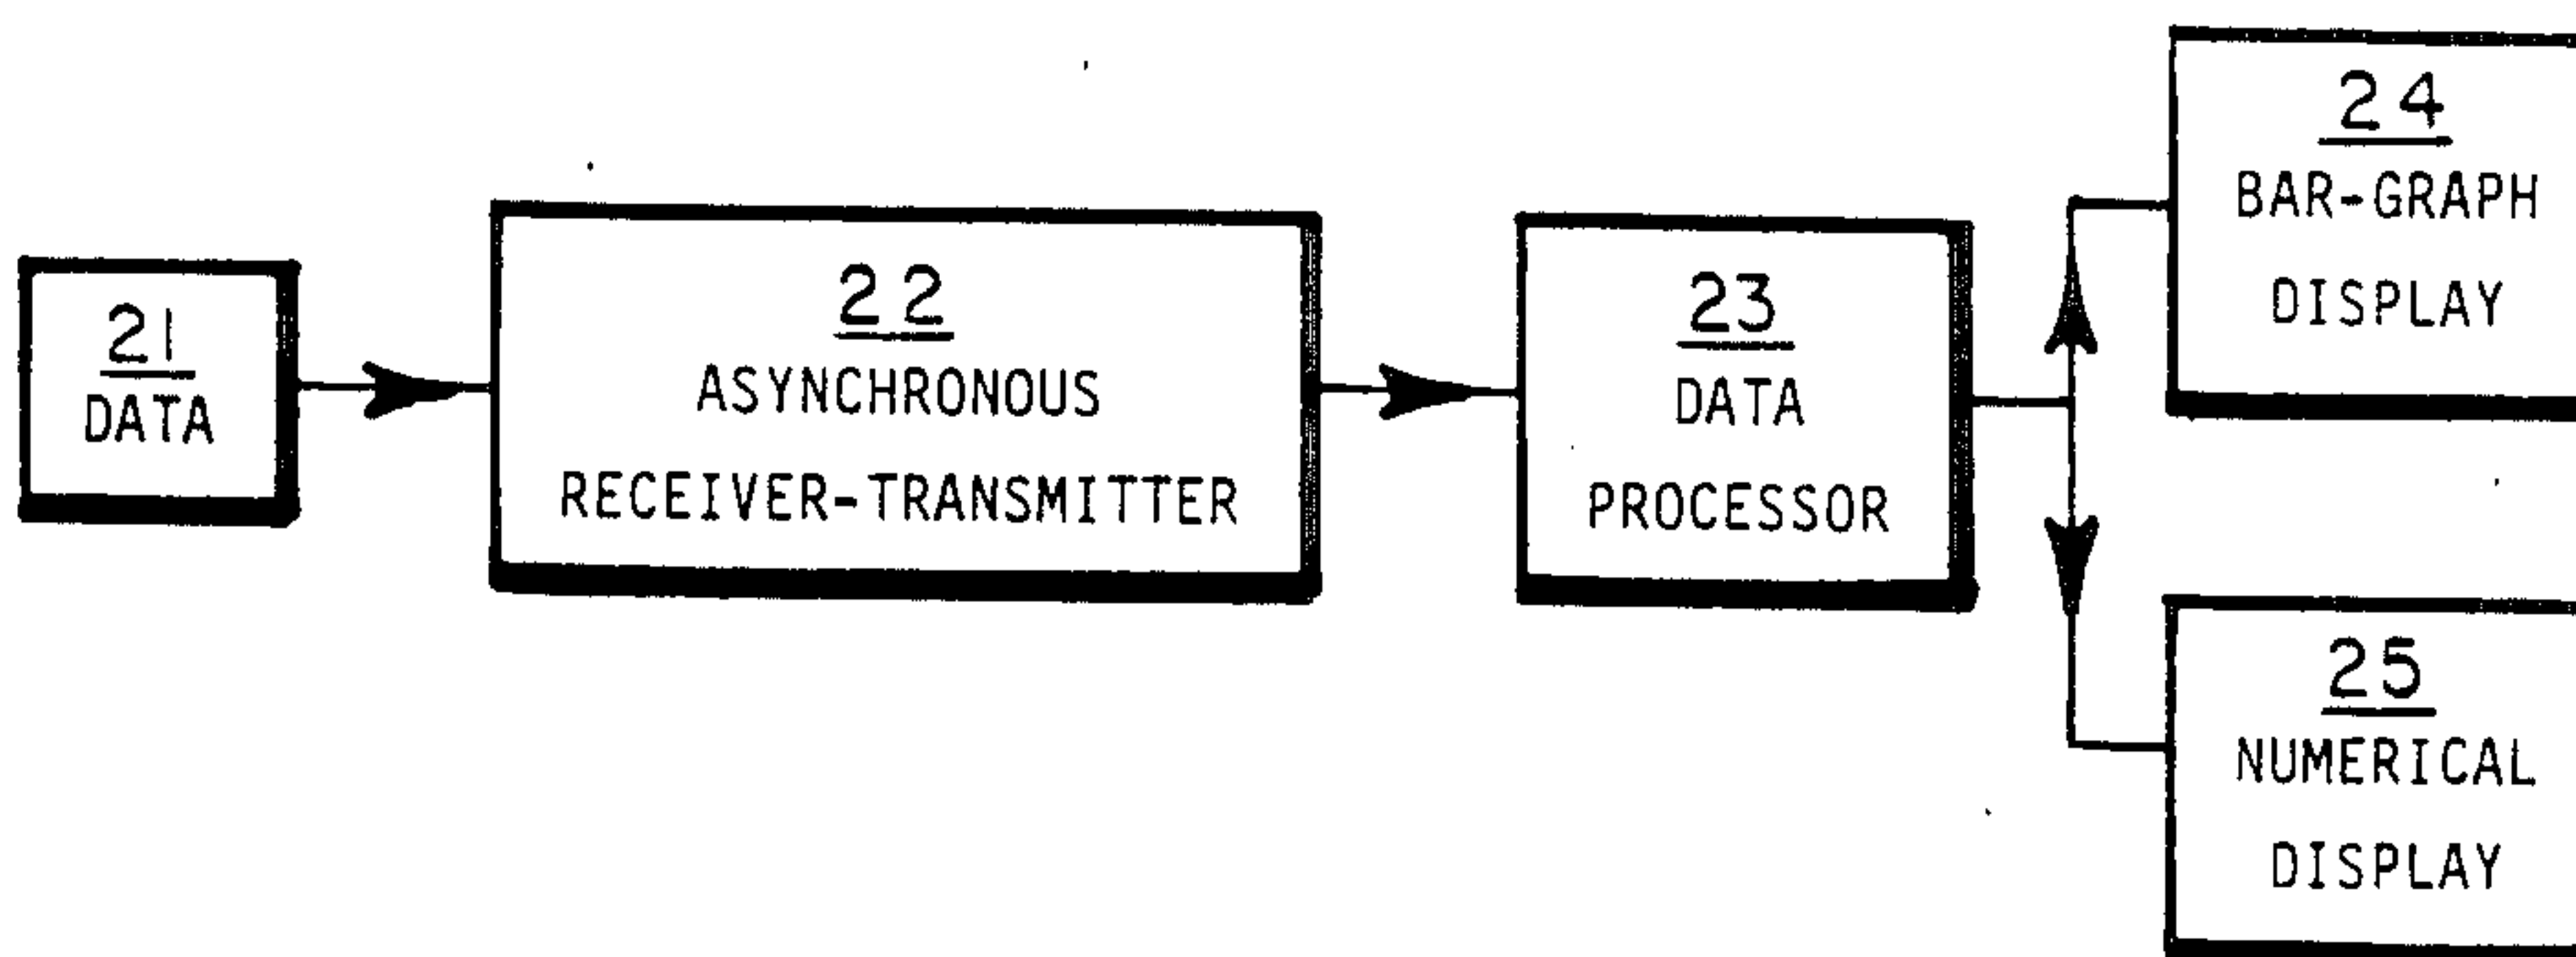 21
DATA
22
ASYNCHRONOUS
RECEIVER-TRANSMITTER
23
DATA
PROCESSOR
24
BAR-GRAPH
DISPLAY
25
NUMERICAL
DISPLAY